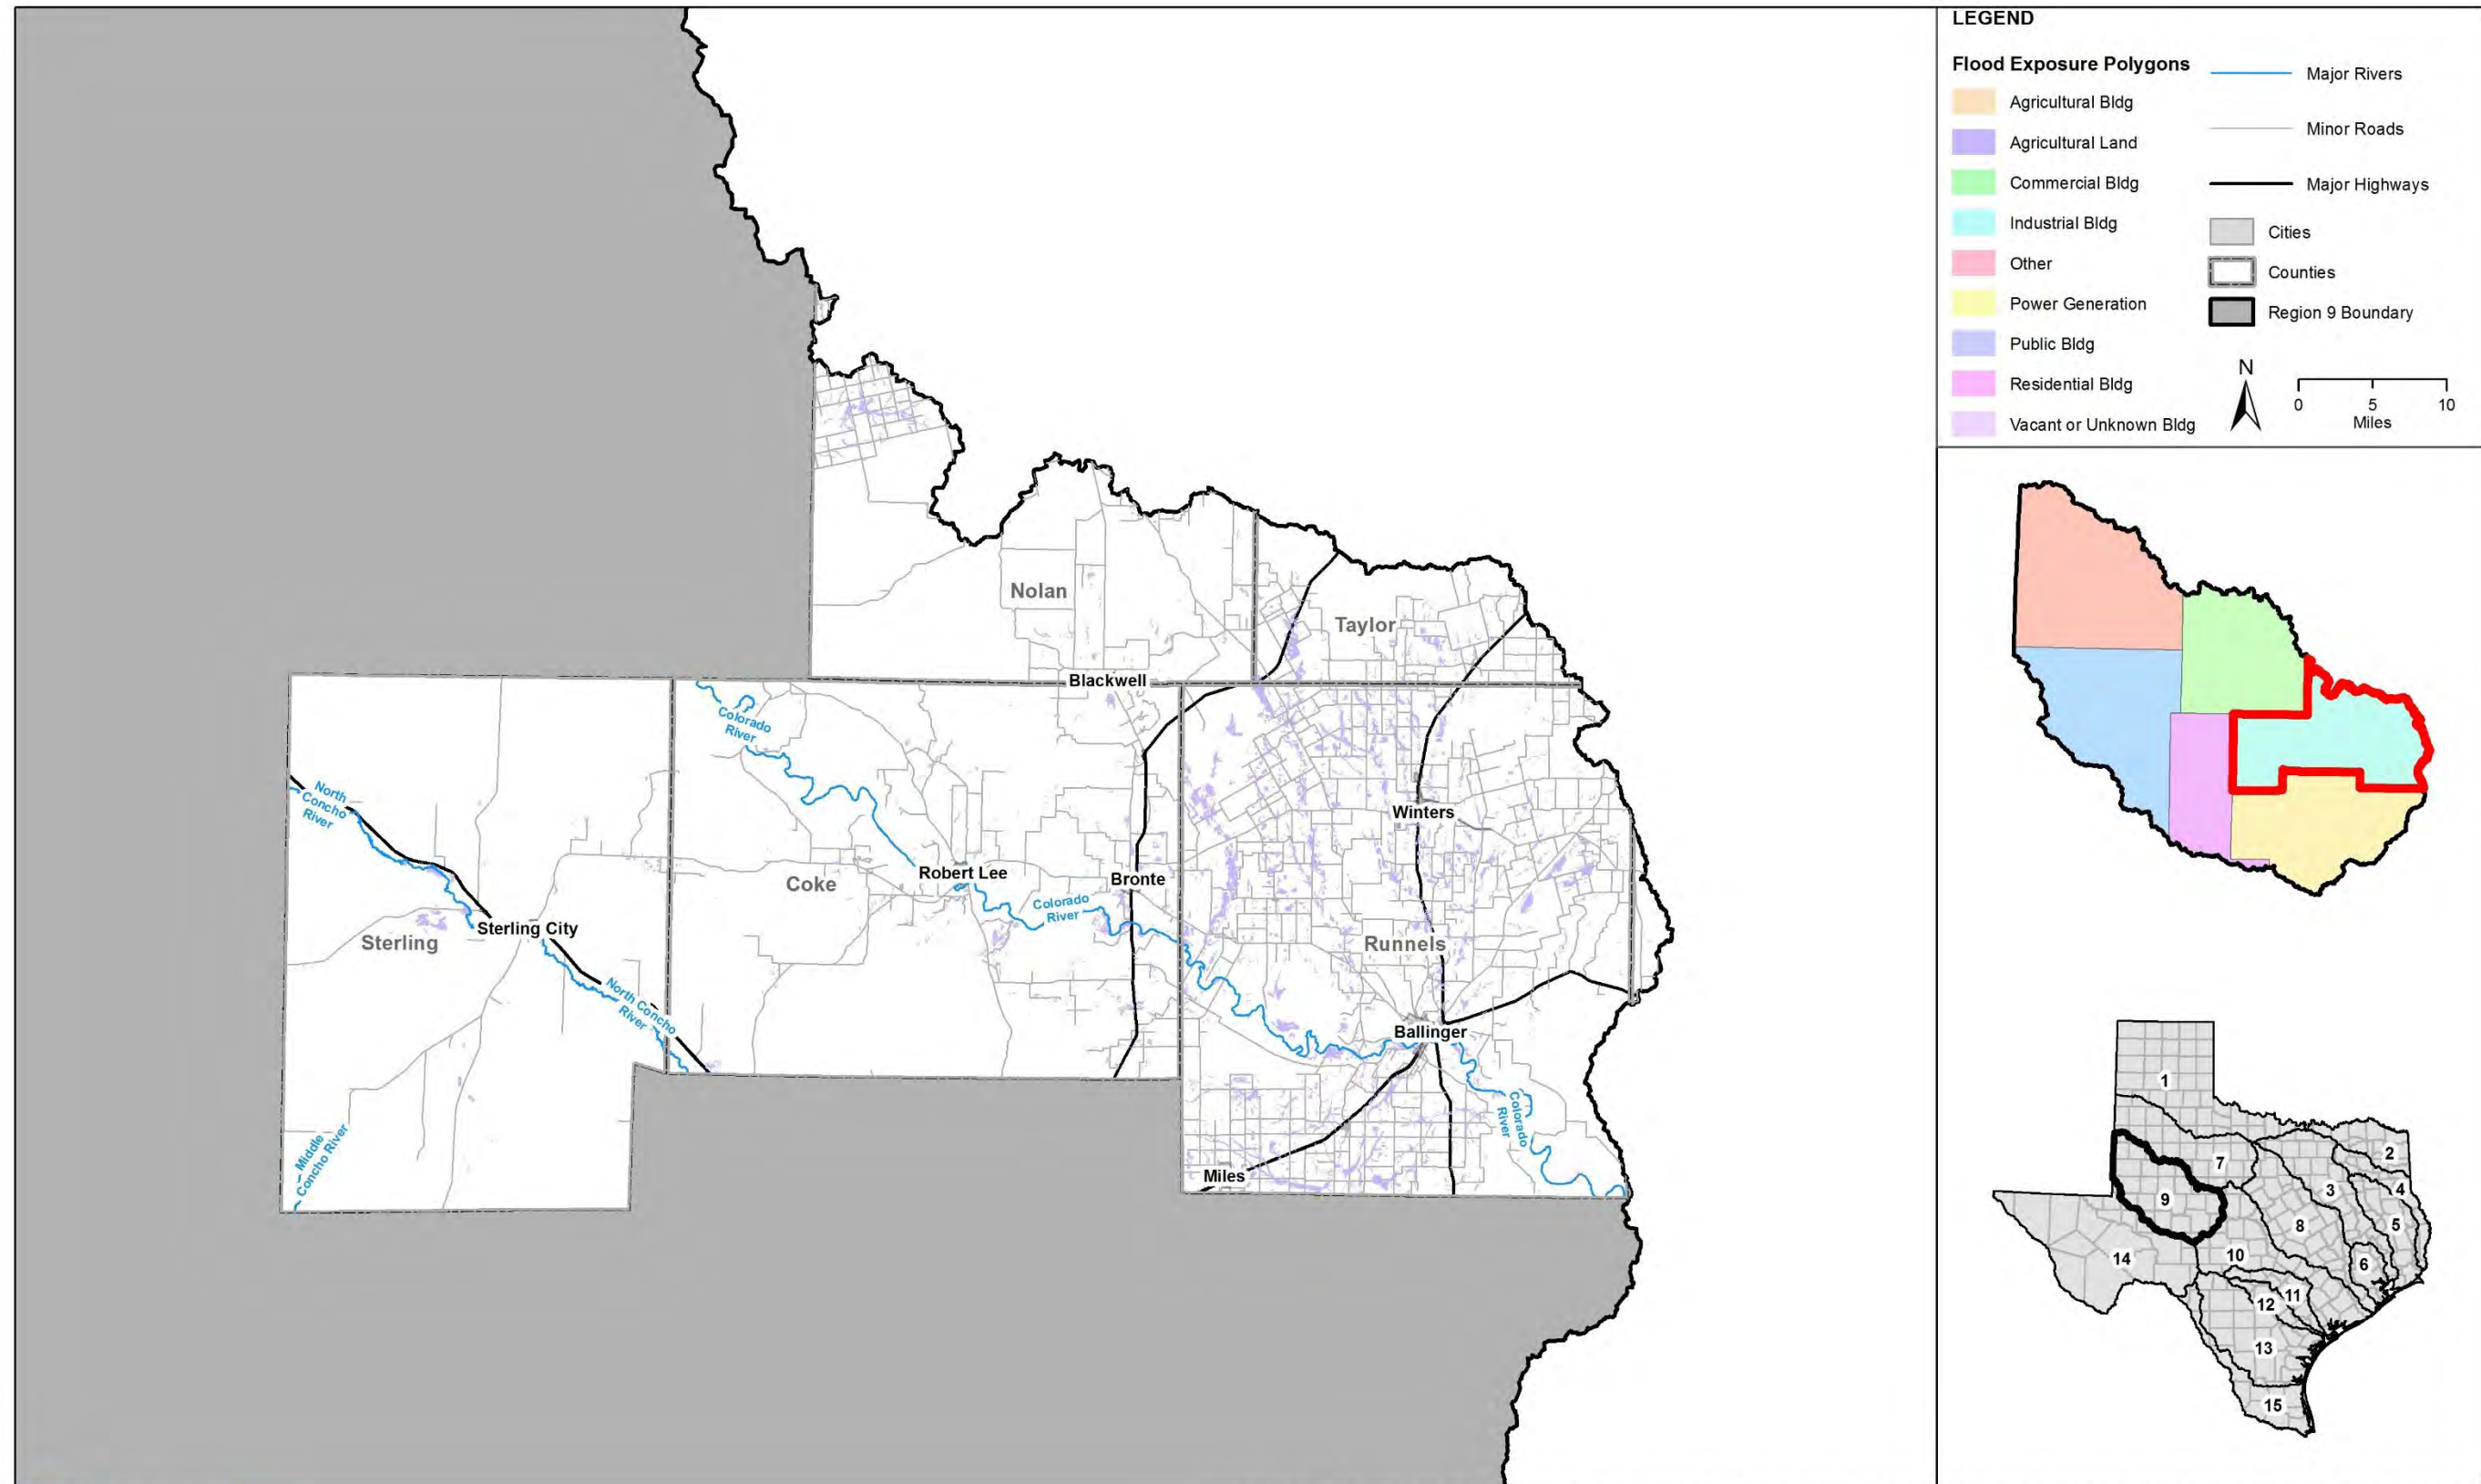 LEGEND
Flood Exposure Polygons
Agricultural Bldg
Agricultural Land
Commercial Bldg
Industrial Bldg
Other
Power Generation
Public Bldg
Residential Bldg
Vacant or Unknown Bldg
Major Rivers
Minor Roads
Major Highways
Cities
Counties
Region 9 Boundary
N
0 5 10
Miles
Nolan
Taylor
Blackwell
Colorado
River
North
Concho
River
Winters
Robert Lee
Coke
Bronte
Colorado
River
Sterling City
Sterling
Runnels
North Concho
River
Ballinger
Colorado
River
Middle
Concho River
Miles
1
2
7
3
4
9
8
5
14
10
6
11
12
13
15